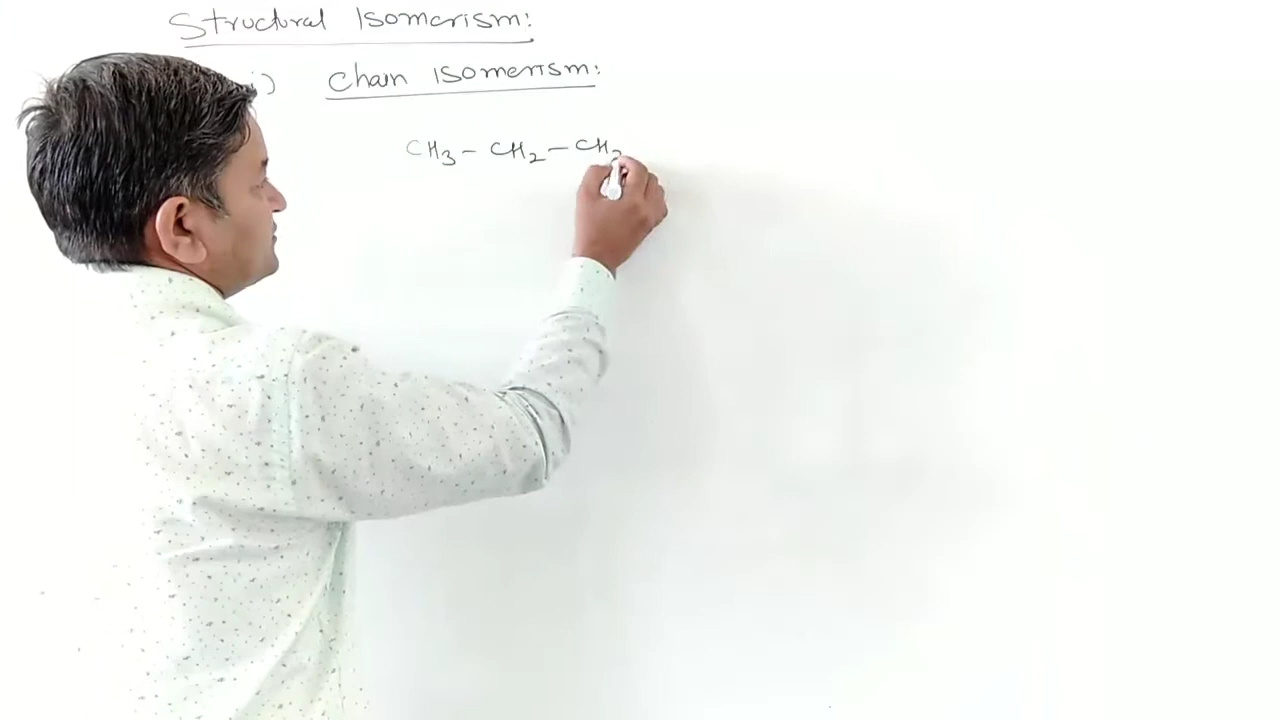 Structural Isomerism:
i) Chain Isomerism:
CH3 - CH2 - CH2